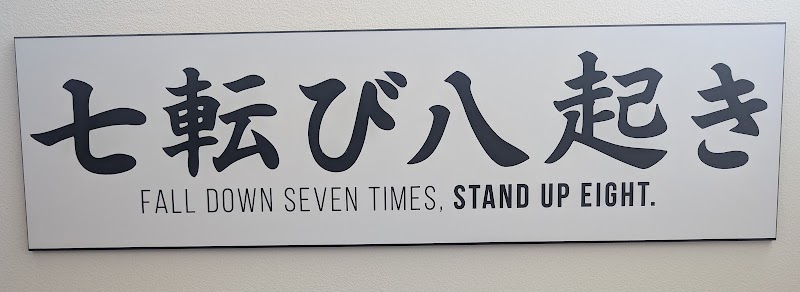 七転び八起き
FALL DOWN SEVEN TIMES, STAND UP EIGHT.